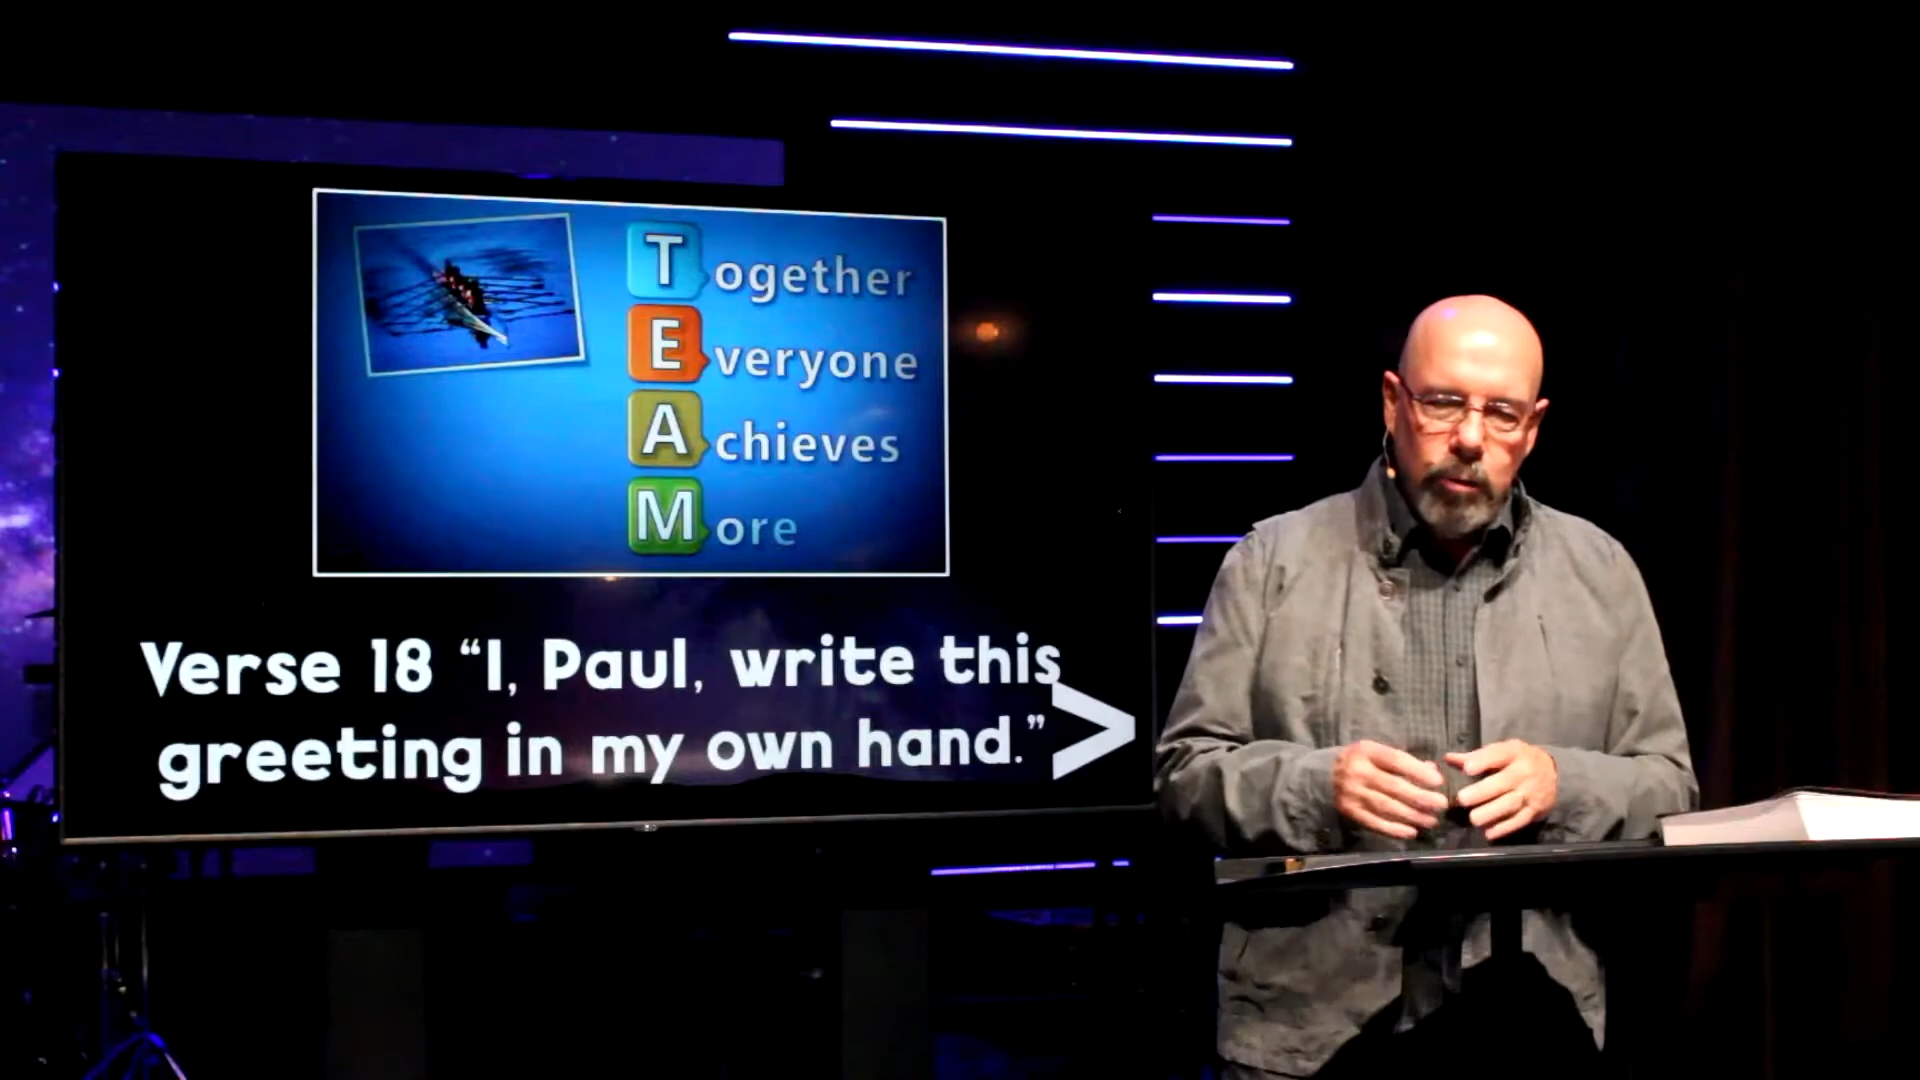 Together
Everyone
Achieves
More
Verse 18 “I, Paul, write this
greeting in my own hand.” >